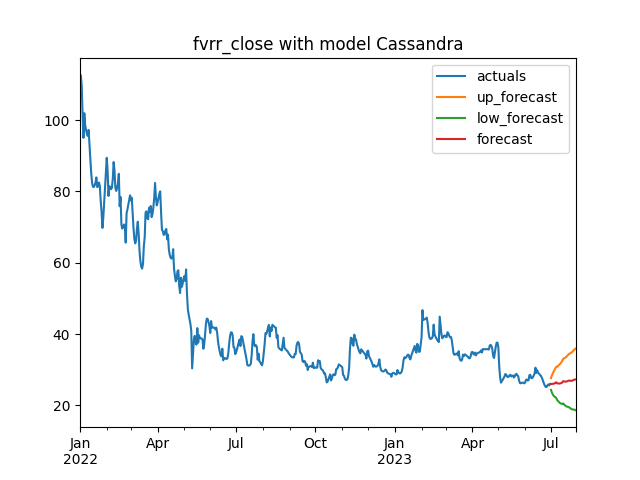 fvrr_close with model Cassandra
actuals
up_forecast
low_forecast
forecast
100
80
60
40
20
Jan Apr Jul Oct Jan Apr Jul
2022 2023